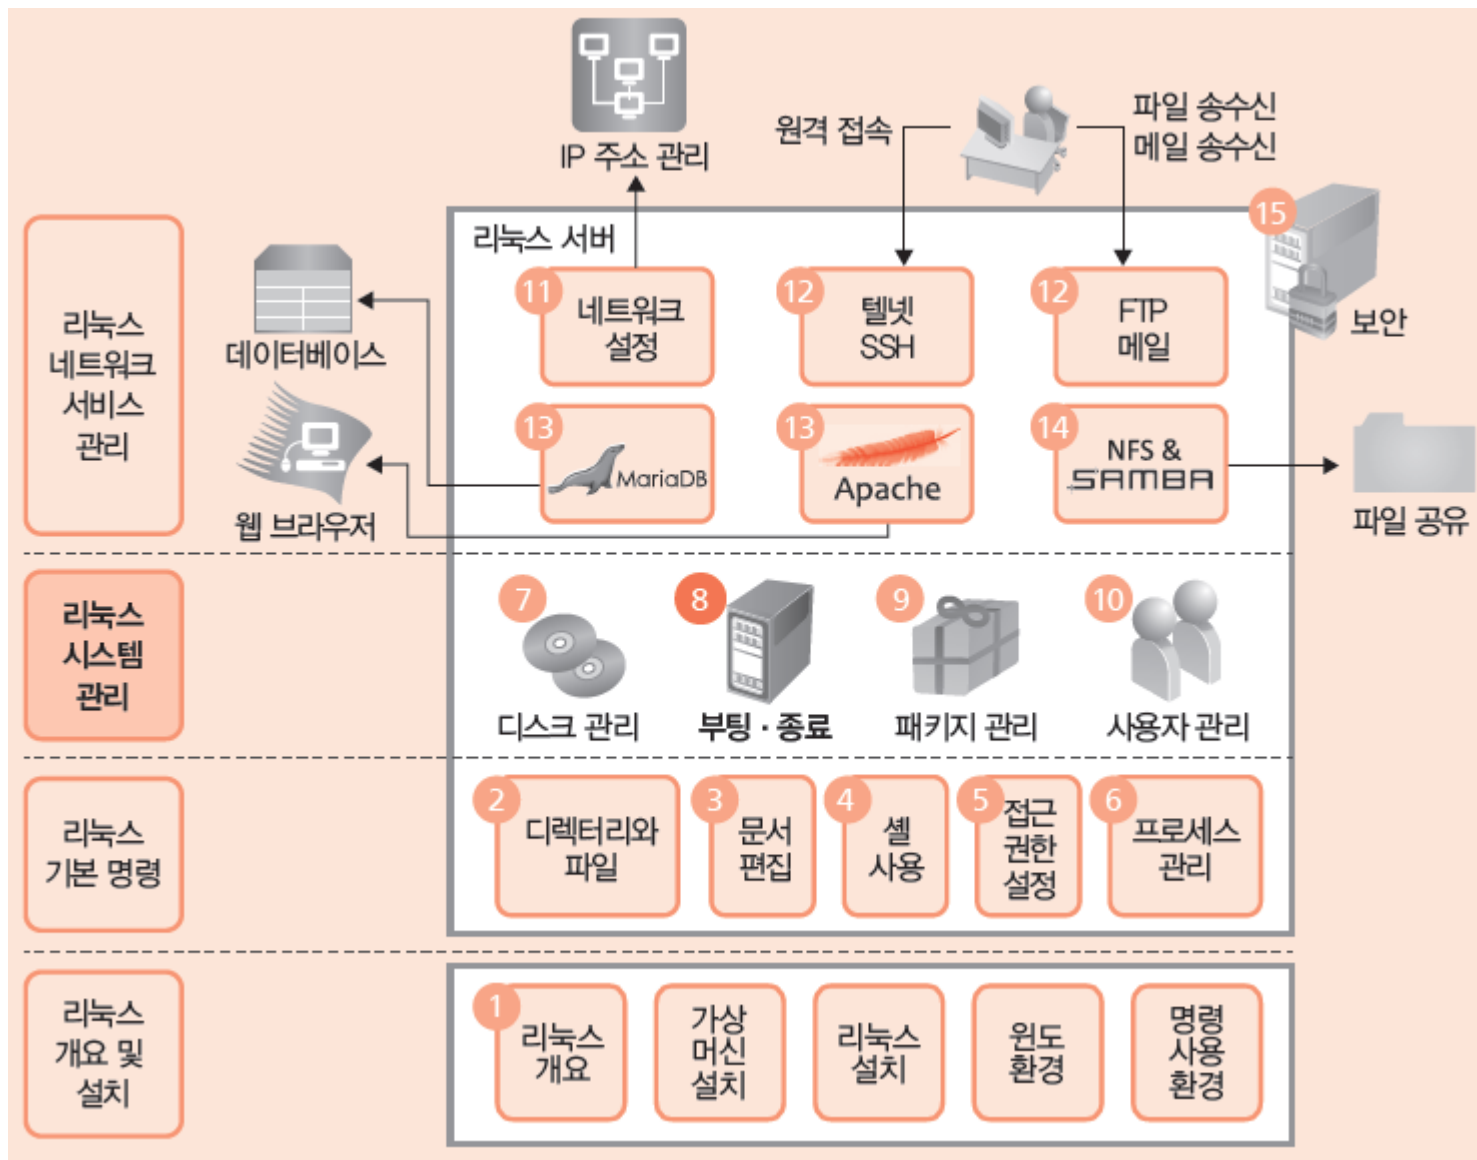 IP 주소 관리
원격 접속
파일 송수신
메일 송수신
리눅스
네트워크
서비스
관리
데이터베이스
웹 브라우저
리눅스 서버
11
네트워크
설정
12
텔넷
SSH
12
FTP
메일
15
보안
13
MariaDB
13
Apache
14
NFS &
SAMBA
파일 공유
리눅스
시스템
관리
7
디스크 관리
8
부팅 · 종료
9
패키지 관리
10
사용자 관리
리눅스
기본 명령
2
디렉터리와
파일
3
문서
편집
4
셸
사용
5
접근
권한
설정
6
프로세스
관리
리눅스
개요 및
설치
1
리눅스
개요
가상
머신
설치
리눅스
설치
윈도
환경
명령
사용
환경